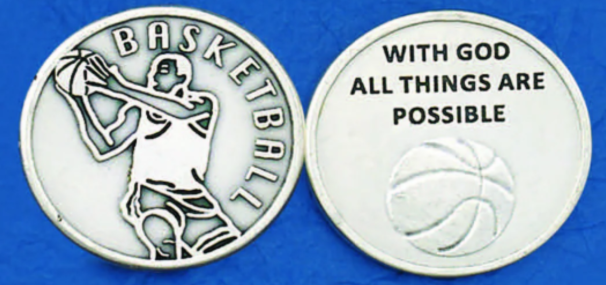 BASKETBALL
WITH GOD
ALL THINGS ARE
POSSIBLE